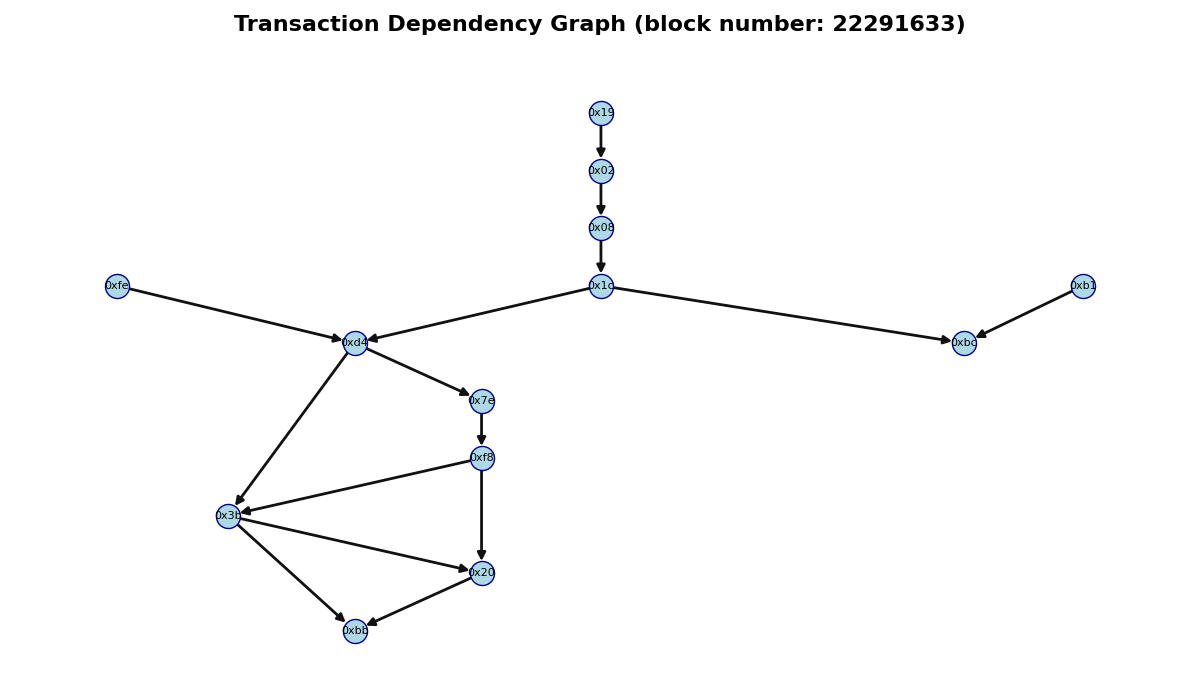 Transaction Dependency Graph (block number: 22291633)
0x19
0x02
0x08
0xfe
0x1c
0xb1
0xd4
0xbc
0x7e
0xf8
0x3b
0x20
0xbb